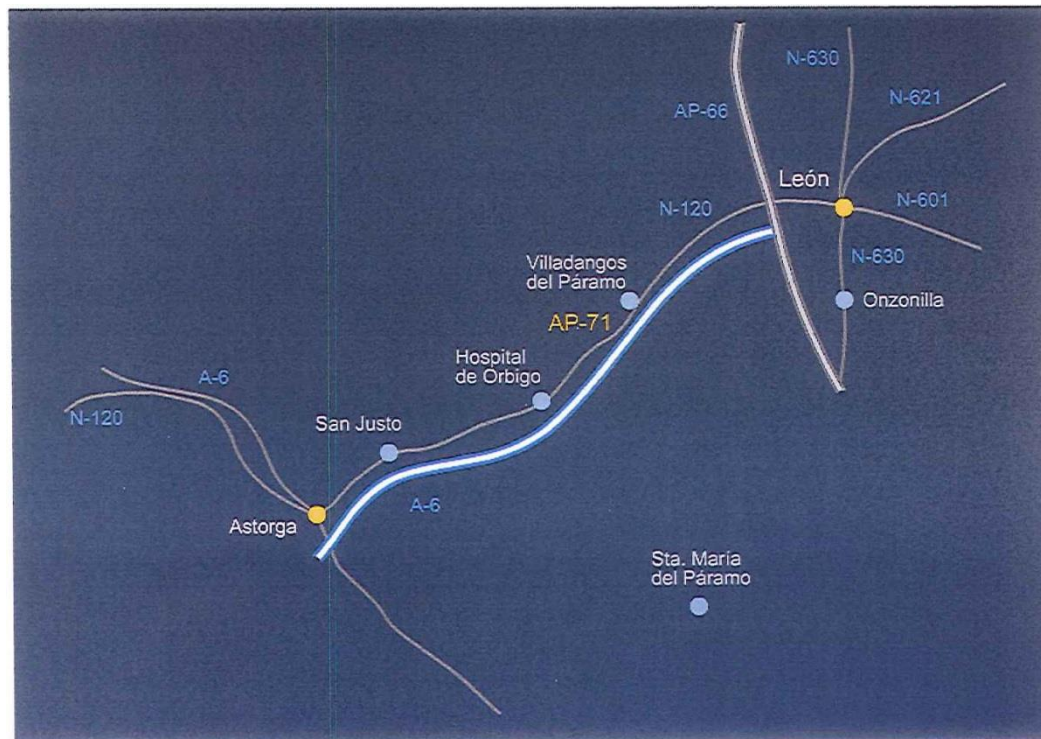 N-630
N-621
AP-66
León
N-601
N-120
N-630
Villadangos
del Páramo
Onzonilla
AP-71
Hospital
de Orbigo
A-6
N-120
San Justo
A-6
Astorga
Sta. María
del Páramo